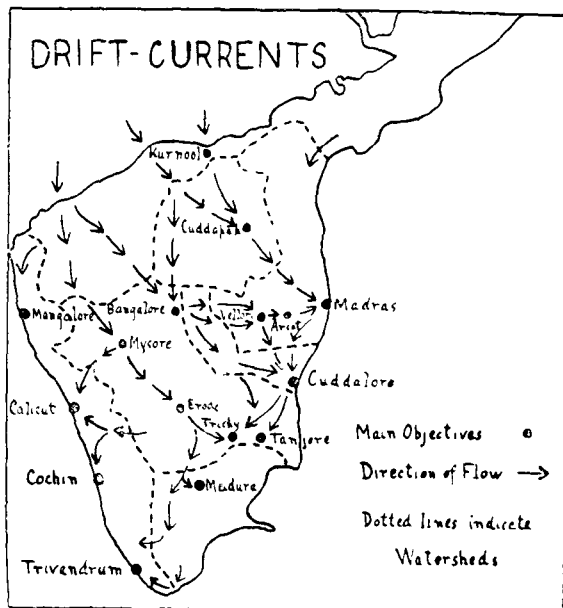 DRIFT-CURRENTS
Kurnool
Cuddapah
Mangalore
Bangalore
Vellore
Arcot
Madras
Mysore
Cuddalore
Calicut
Erode
Trichy
Tanjore
Main Objectives
Cochin
Madura
Direction of Flow
Dotted lines indicate
Watersheds
Trivandrum